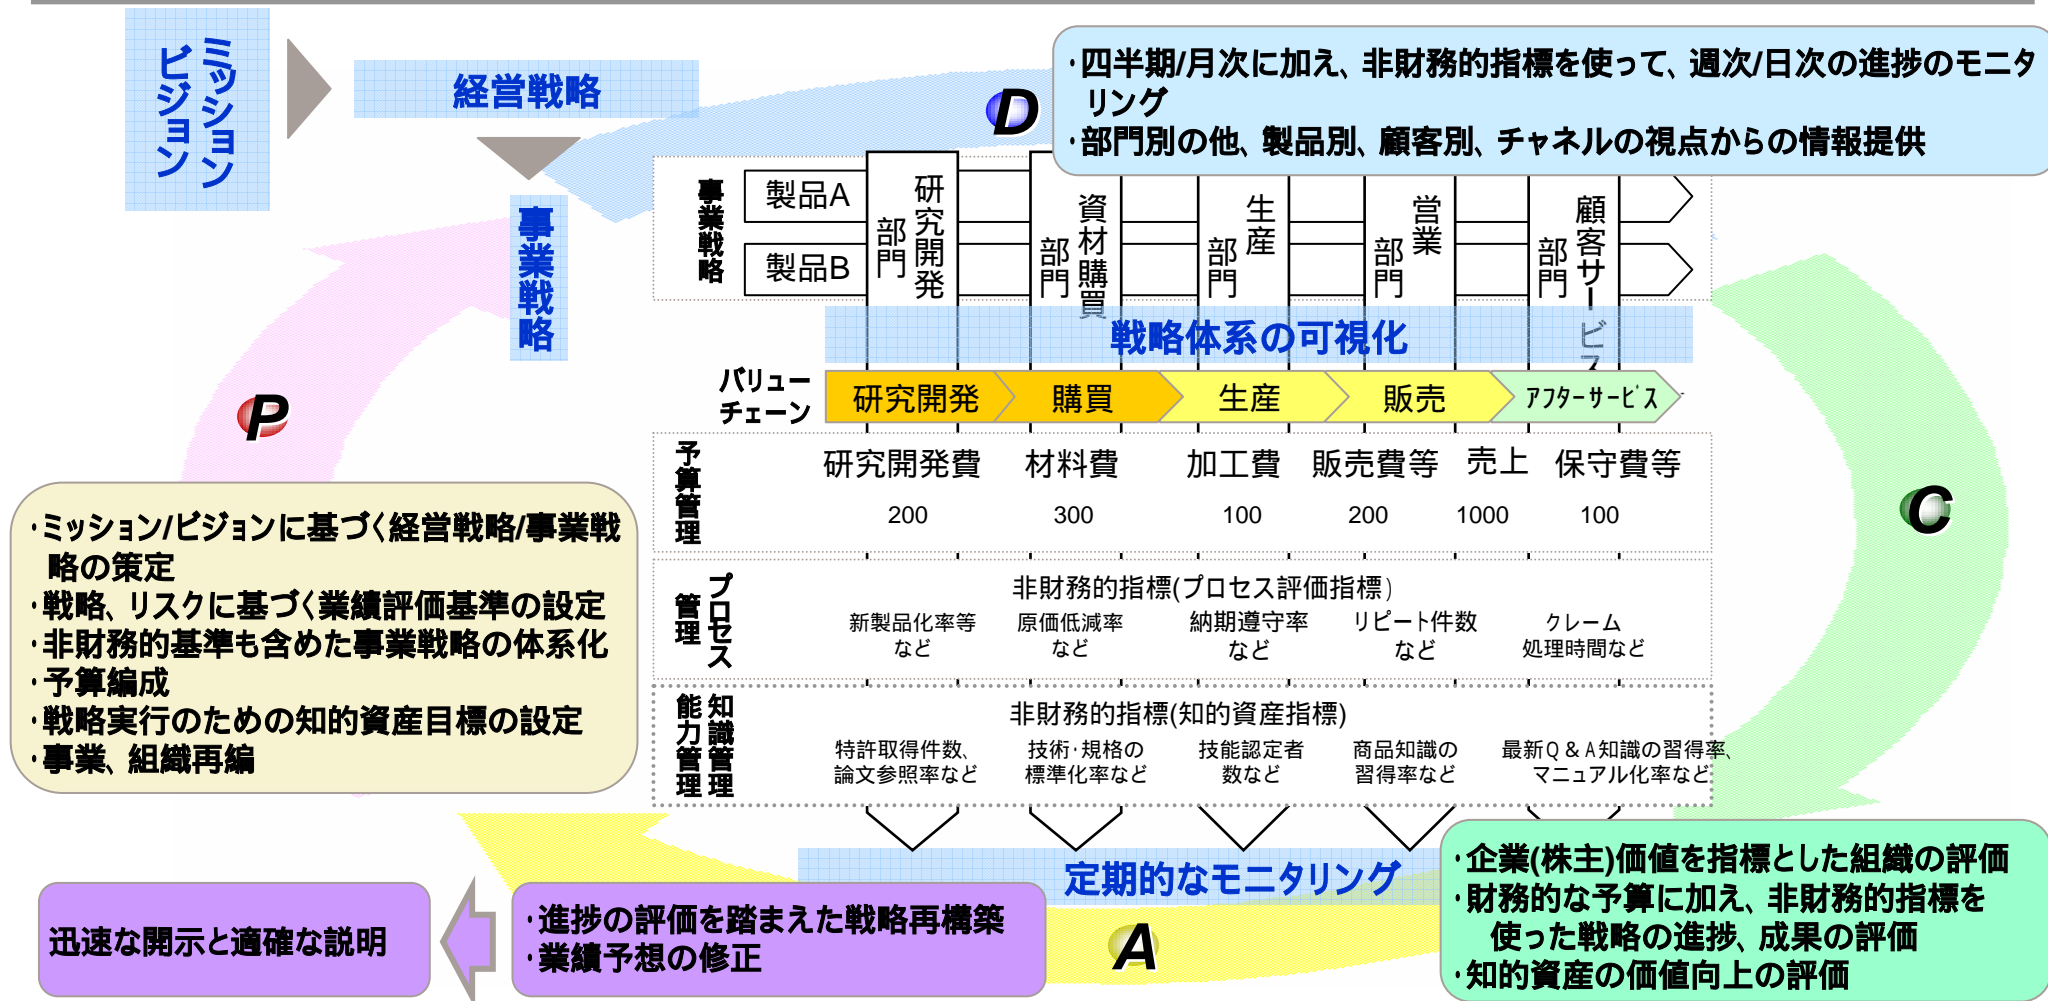 ミッション
ビジョン
経営戦略
事業戦略
D
・四半期/月次に加え、非財務的指標を使って、週次/日次の進捗のモニタ
リング
・部門別の他、製品別、顧客別、チャネルの視点からの情報提供
事業戦略
製品A
製品B
研究開発
部門
資材購買
部門
生産
部門
営業
部門
顧客サービス
部門
戦略体系の可視化
バリュー
チェーン
研究開発
購買
生産
販売
アフターサービス
P
C
予算管理
研究開発費
材料費
加工費
販売費等
売上
保守費等
200
300
100
200
1000
100
プロセス
管理
非財務的指標(プロセス評価指標)
新製品化率等
など
原価低減率
など
納期遵守率
など
リピート件数
など
クレーム
処理時間など
知識管理
能力管理
非財務的指標(知的資産指標)
特許取得件数、
論文参照率など
技術・規格の
標準化率など
技能認定者
数など
商品知識の
習得率など
最新Q&A知識の習得率、
マニュアル化率など
・ミッション/ビジョンに基づく経営戦略/事業戦
略の策定
・戦略、リスクに基づく業績評価基準の設定
・非財務的基準も含めた事業戦略の体系化
・予算編成
・戦略実行のための知的資産目標の設定
・事業、組織再編
定期的なモニタリング
A
・企業(株主)価値を指標とした組織の評価
・財務的な予算に加え、非財務的指標を
使った戦略の進捗、成果の評価
・知的資産の価値向上の評価
・進捗の評価を踏まえた戦略再構築
・業績予想の修正
迅速な開示と適確な説明